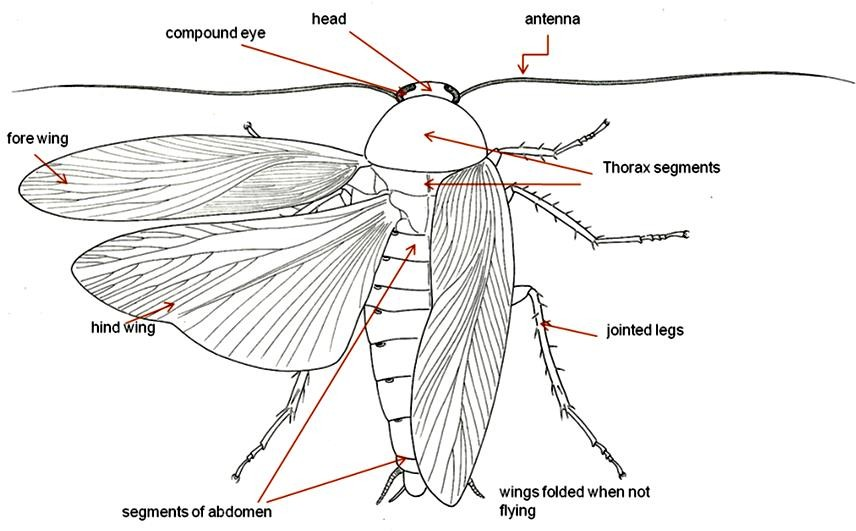 head
antenna
compound eye
fore wing
Thorax segments
hind wing
jointed legs
wings folded when not
flying
segments of abdomen